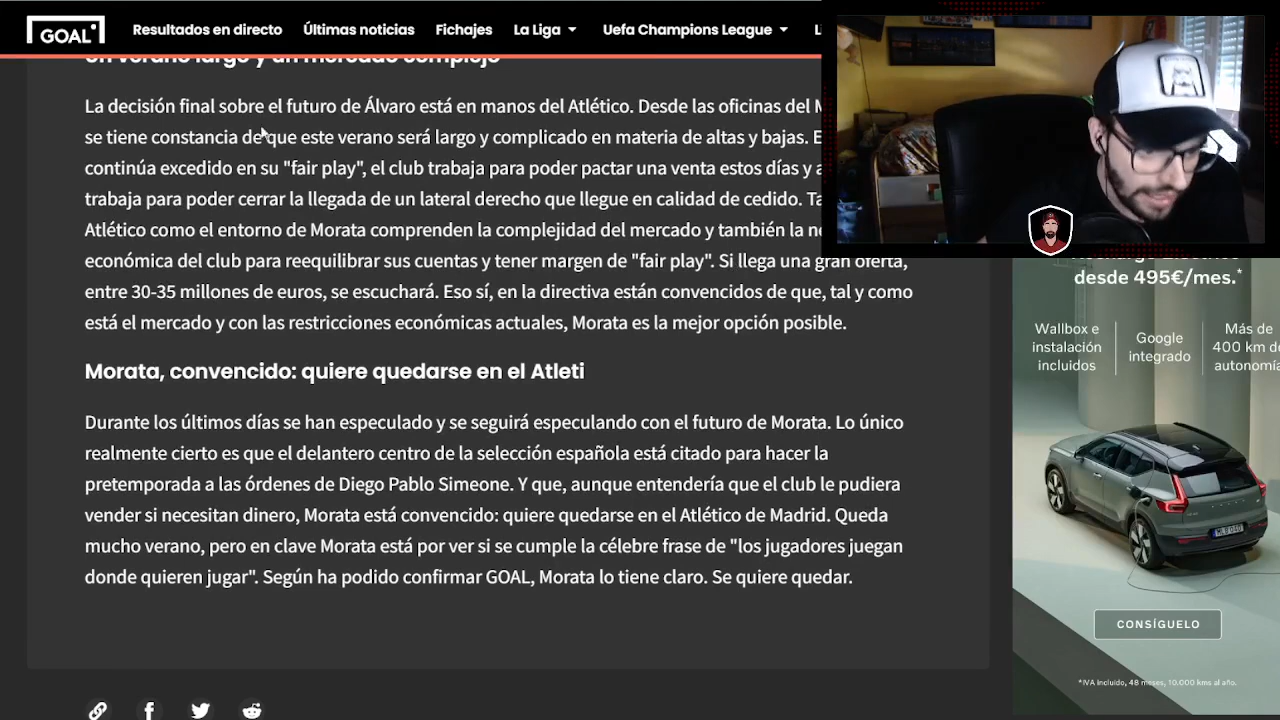 GOAL
Resultados en directo Últimas noticias Fichajes La Liga Uefa Champions League
un verano largo y un mercado complejo
La decisión final sobre el futuro de Álvaro está en manos del Atlético. Desde las oficinas del
se tiene constancia de que este verano será largo y complicado en materia de altas y bajas.
continúa excedido en su "fair play", el club trabaja para poder pactar una venta estos días y
trabaja para poder cerrar la llegada de un lateral derecho que llegue en calidad de cedido.
Atlético como el entorno de Morata comprenden la complejidad del mercado y también la
económica del club para reequilibrar sus cuentas y tener margen de "fair play". Si llega una gran oferta,
entre 30-35 millones de euros, se escuchará. Eso sí, en la directiva están convencidos de que, tal y como
está el mercado y con las restricciones económicas actuales, Morata es la mejor opción posible.
Morata, convencido: quiere quedarse en el Atleti
Durante los últimos días se han especulado y se seguirá especulando con el futuro de Morata. Lo único
realmente cierto es que el delantero centro de la selección española está citado para hacer la
pretemporada a las órdenes de Diego Pablo Simeone. Y que, aunque entendería que el club le pudiera
vender si necesitan dinero, Morata está convencido: quiere quedarse en el Atlético de Madrid. Queda
mucho verano, pero en clave Morata está por ver si se cumple la célebre frase de "los jugadores juegan
donde quieren jugar". Según ha podido confirmar GOAL, Morata lo tiene claro. Se quiere quedar.
desde 495€/mes.*
Wallbox e
instalación
incluidos
Google
integrado
Más de
400 km de
autonomía
CONSÍGUELO
*IVA Incluido, 48 meses, 10.000 kms al año.